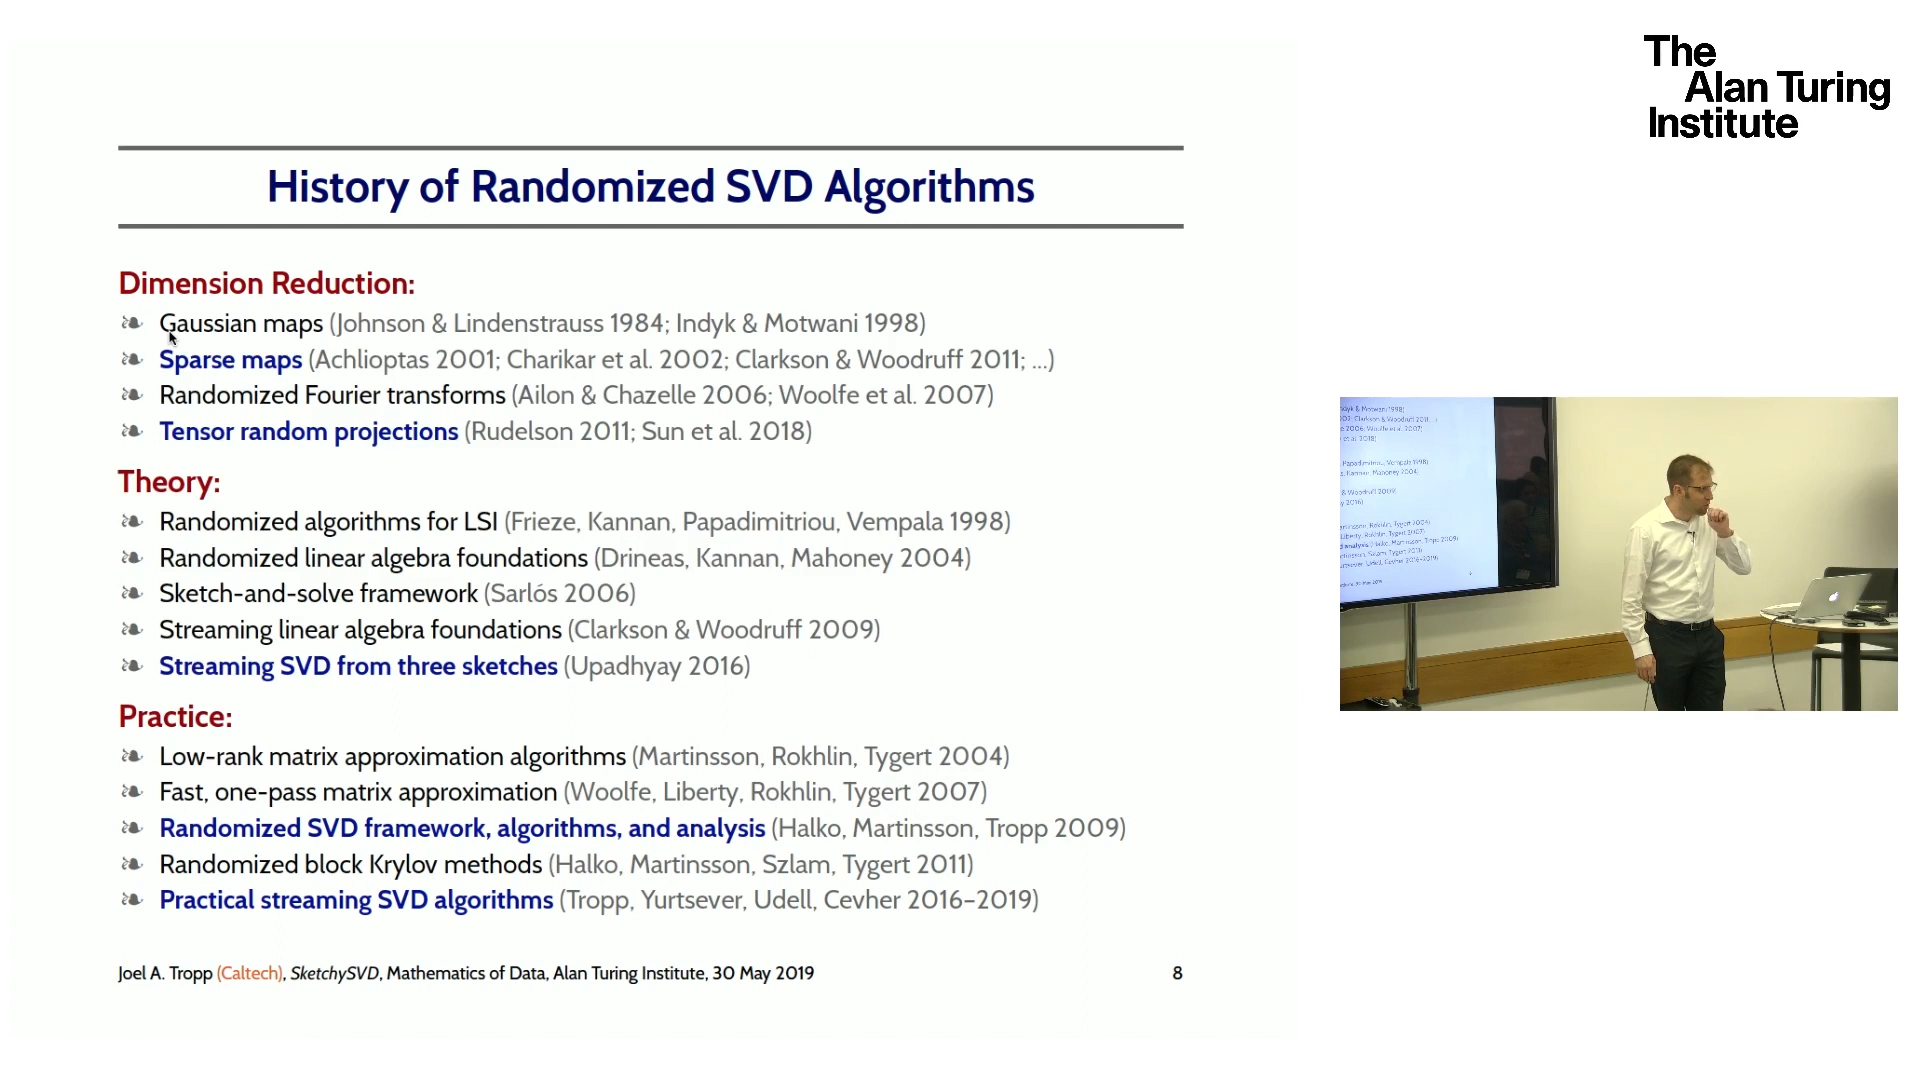 The
Alan Turing
Institute
History of Randomized SVD Algorithms
Dimension Reduction:
❧ Gaussian maps (Johnson & Lindenstrauss 1984; Indyk & Motwani 1998)
❧ Sparse maps (Achlioptas 2001; Charikar et al. 2002; Clarkson & Woodruff 2011; ...)
❧ Randomized Fourier transforms (Ailon & Chazelle 2006; Woolfe et al. 2007)
❧ Tensor random projections (Rudelson 2011; Sun et al. 2018)
Theory:
❧ Randomized algorithms for LSI (Frieze, Kannan, Papadimitriou, Vempala 1998)
❧ Randomized linear algebra foundations (Drineas, Kannan, Mahoney 2004)
❧ Sketch-and-solve framework (Sarlós 2006)
❧ Streaming linear algebra foundations (Clarkson & Woodruff 2009)
❧ Streaming SVD from three sketches (Upadhyay 2016)
Practice:
❧ Low-rank matrix approximation algorithms (Martinsson, Rokhlin, Tygert 2004)
❧ Fast, one-pass matrix approximation (Woolfe, Liberty, Rokhlin, Tygert 2007)
❧ Randomized SVD framework, algorithms, and analysis (Halko, Martinsson, Tropp 2009)
❧ Randomized block Krylov methods (Halko, Martinsson, Szlam, Tygert 2011)
❧ Practical streaming SVD algorithms (Tropp, Yurtsever, Udell, Cevher 2016–2019)
Joel A. Tropp (Caltech), SketchySVD, Mathematics of Data, Alan Turing Institute, 30 May 2019
8